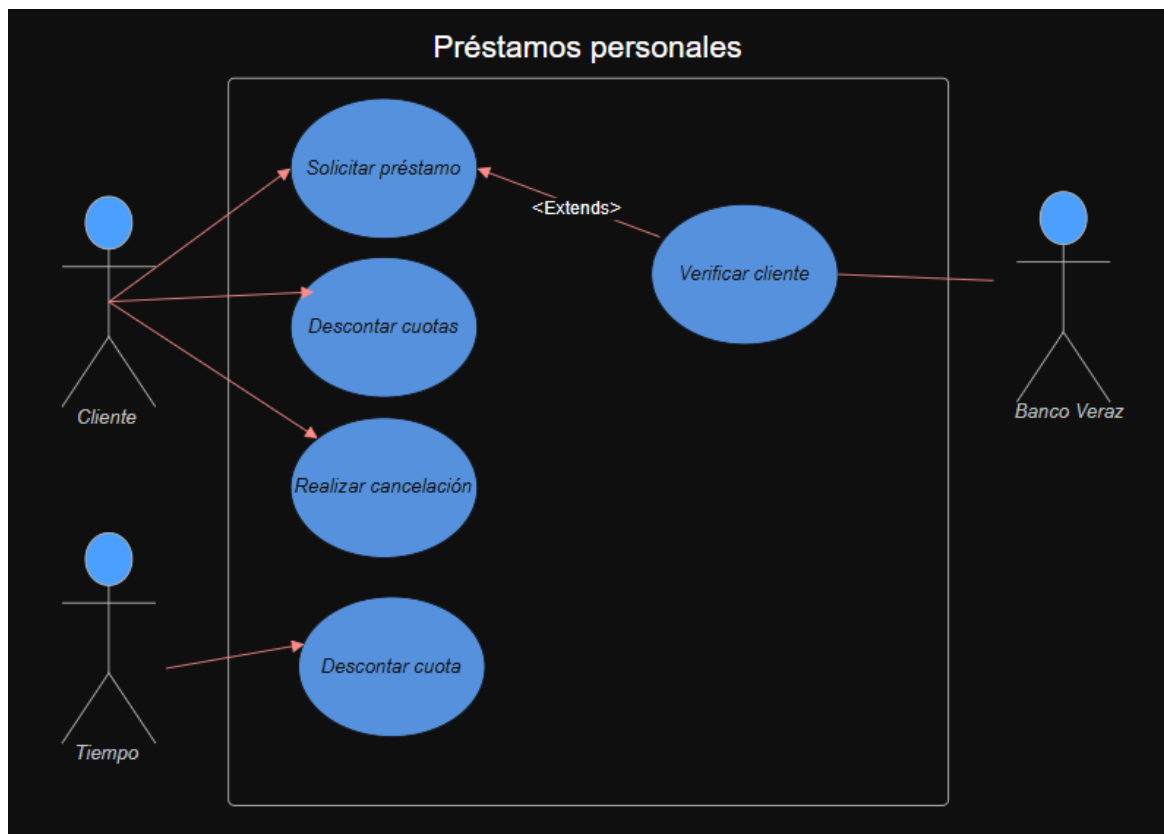 Préstamos personales
Solicitar préstamo
<Extends>
Verificar cliente
Descontar cuotas
Cliente
Banco Veraz
Realizar cancelación
Descontar cuota
Tiempo